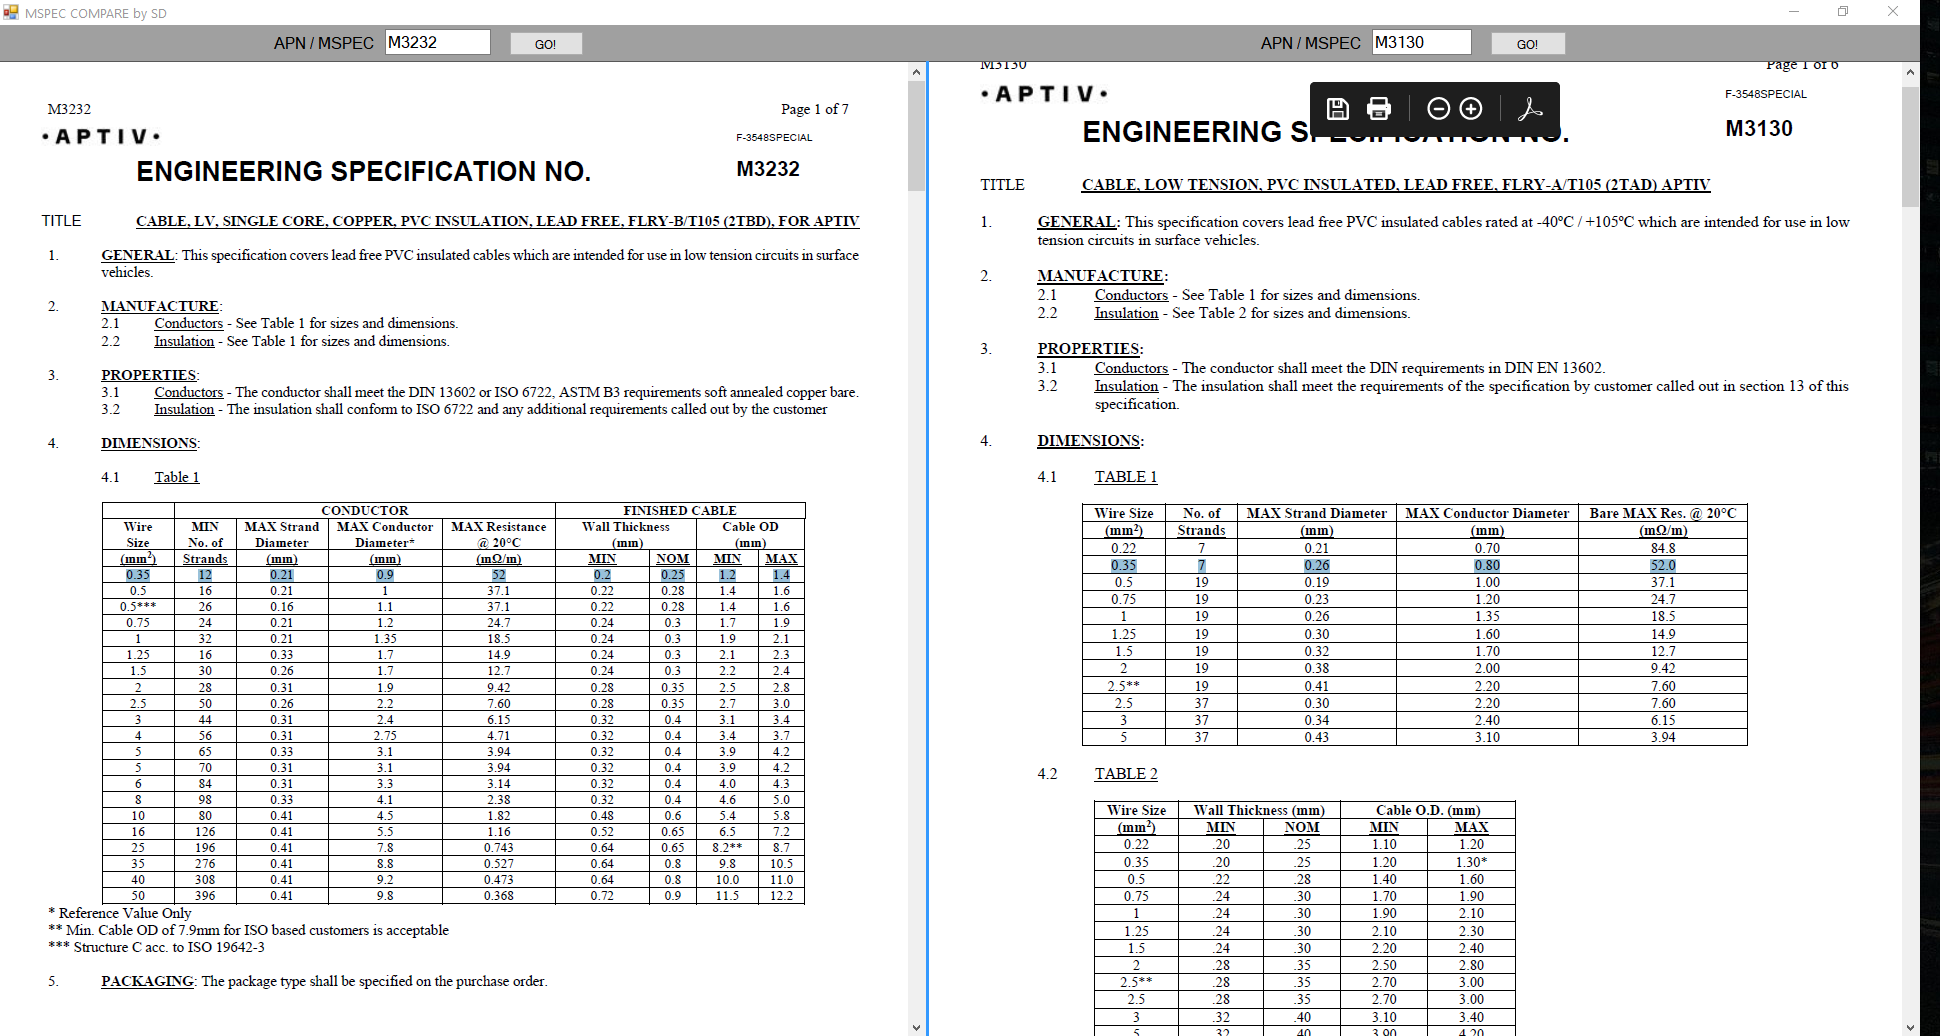 MSPEC COMPARE by SD
APN / MSPEC M3232 GO!
APN / MSPEC M3130 GO!
M3232 Page 1 of 7
• A P T I V •
F-3548SPECIAL
ENGINEERING SPECIFICATION NO. M3232
TITLE CABLE, LV, SINGLE CORE, COPPER, PVC INSULATION, LEAD FREE, FLRY-B/T105 (2TBD), FOR APTIV
1. GENERAL: This specification covers lead free PVC insulated cables which are intended for use in low tension circuits in surface
vehicles.
2. MANUFACTURE:
2.1 Conductors - See Table 1 for sizes and dimensions.
2.2 Insulation - See Table 1 for sizes and dimensions.
3. PROPERTIES:
3.1 Conductors - The conductor shall meet the DIN 13602 or ISO 6722, ASTM B3 requirements soft annealed copper bare.
3.2 Insulation - The insulation shall conform to ISO 6722 and any additional requirements called out by the customer
4. DIMENSIONS:
4.1 Table 1
CONDUCTOR FINISHED CABLE
Wire MIN MAX Strand MAX Conductor MAX Resistance Wall Thickness Cable OD
Size No. of Diameter Diameter* @ 20°C (mm) (mm)
(mm²) Strands (mm) (mm) (mΩ/m) MIN NOM MIN MAX
0.35 12 0.21 0.9 52 0.2 0.25 1.2 1.4
0.5 16 0.21 1 37.1 0.22 0.28 1.4 1.6
0.5*** 26 0.16 1.1 37.1 0.22 0.28 1.4 1.6
0.75 24 0.21 1.2 24.7 0.24 0.3 1.7 1.9
1 32 0.21 1.35 18.5 0.24 0.3 1.9 2.1
1.25 16 0.33 1.7 14.9 0.24 0.3 2.1 2.3
1.5 30 0.26 1.7 12.7 0.24 0.3 2.2 2.4
2 28 0.31 1.9 9.42 0.28 0.35 2.5 2.8
2.5 50 0.26 2.2 7.60 0.28 0.35 2.7 3.0
3 44 0.31 2.4 6.15 0.32 0.4 3.1 3.4
4 56 0.31 2.75 4.71 0.32 0.4 3.4 3.7
5 65 0.33 3.1 3.94 0.32 0.4 3.9 4.2
5 70 0.31 3.1 3.94 0.32 0.4 3.9 4.2
6 84 0.31 3.3 3.14 0.32 0.4 4.0 4.3
8 98 0.33 4.1 2.38 0.32 0.4 4.6 5.0
10 80 0.41 4.5 1.82 0.48 0.6 5.4 5.8
16 126 0.41 5.5 1.16 0.52 0.65 6.5 7.2
25 196 0.41 7.8 0.743 0.64 0.65 8.2** 8.7
35 276 0.41 8.8 0.527 0.64 0.8 9.8 10.5
40 308 0.41 9.2 0.473 0.64 0.8 10.0 11.0
50 396 0.41 9.8 0.368 0.72 0.9 11.5 12.2
* Reference Value Only
** Min. Cable OD of 7.9mm for ISO based customers is acceptable
*** Structure C acc. to ISO 19642-3
5. PACKAGING: The package type shall be specified on the purchase order.
M3130 Page 1 of 6
• A P T I V •
F-3548SPECIAL
ENGINEERING SPECIFICATION NO. M3130
TITLE CABLE, LOW TENSION, PVC INSULATED, LEAD FREE, FLRY-A/T105 (2TAD) APTIV
1. GENERAL: This specification covers lead free PVC insulated cables rated at -40ºC / +105ºC which are intended for use in low
tension circuits in surface vehicles.
2. MANUFACTURE:
2.1 Conductors - See Table 1 for sizes and dimensions.
2.2 Insulation - See Table 2 for sizes and dimensions.
3. PROPERTIES:
3.1 Conductors - The conductor shall meet the DIN requirements in DIN EN 13602.
3.2 Insulation - The insulation shall meet the requirements of the specification by customer called out in section 13 of this
specification.
4. DIMENSIONS:
4.1 TABLE 1
Wire Size No. of MAX Strand Diameter MAX Conductor Diameter Bare MAX Res. @ 20°C
(mm²) Strands (mm) (mm) (mΩ/m)
0.22 7 0.21 0.70 84.8
0.35 7 0.26 0.80 52.0
0.5 19 0.19 1.00 37.1
0.75 19 0.23 1.20 24.7
1 19 0.26 1.35 18.5
1.25 19 0.30 1.60 14.9
1.5 19 0.32 1.70 12.7
2 19 0.38 2.00 9.42
2.5** 19 0.41 2.20 7.60
2.5 37 0.30 2.20 7.60
3 37 0.34 2.40 6.15
5 37 0.43 3.10 3.94
4.2 TABLE 2
Wire Size Wall Thickness (mm) Cable O.D. (mm)
(mm²) MIN NOM MIN MAX
0.22 .20 .25 1.10 1.20
0.35 .20 .25 1.20 1.30*
0.5 .22 .28 1.40 1.60
0.75 .24 .30 1.70 1.90
1 .24 .30 1.90 2.10
1.25 .24 .30 2.10 2.30
1.5 .24 .30 2.20 2.40
2 .28 .35 2.50 2.80
2.5** .28 .35 2.70 3.00
2.5 .28 .35 2.70 3.00
3 .32 .40 3.10 3.40
5 .32 .40 3.90 4.20